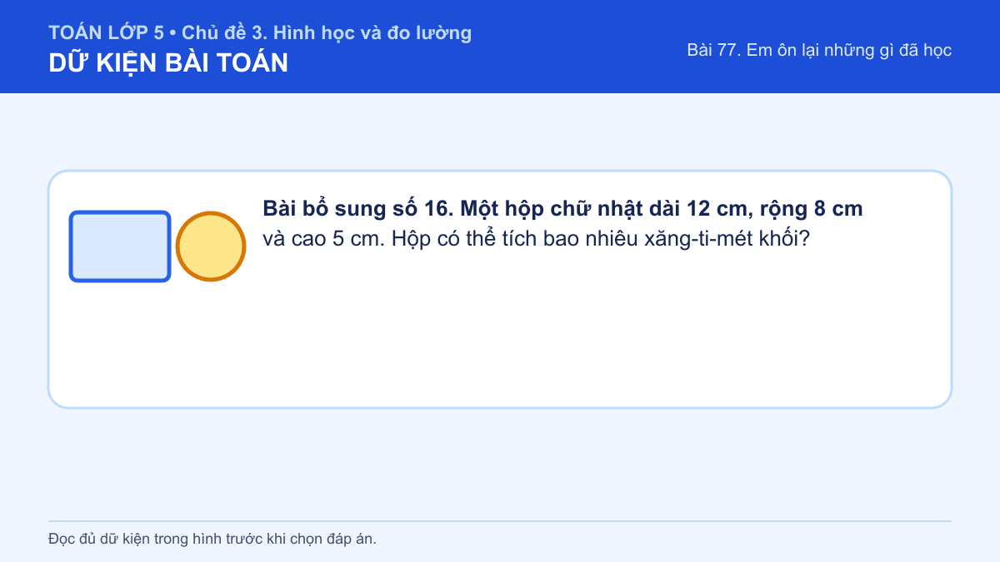 TOÁN LỚP 5 • Chủ đề 3. Hình học và đo lường
DỮ KIỆN BÀI TOÁN
Bài 77. Em ôn lại những gì đã học
Bài bổ sung số 16. Một hộp chữ nhật dài 12 cm, rộng 8 cm
và cao 5 cm. Hộp có thể tích bao nhiêu xăng-ti-mét khối?
Đọc đủ dữ kiện trong hình trước khi chọn đáp án.